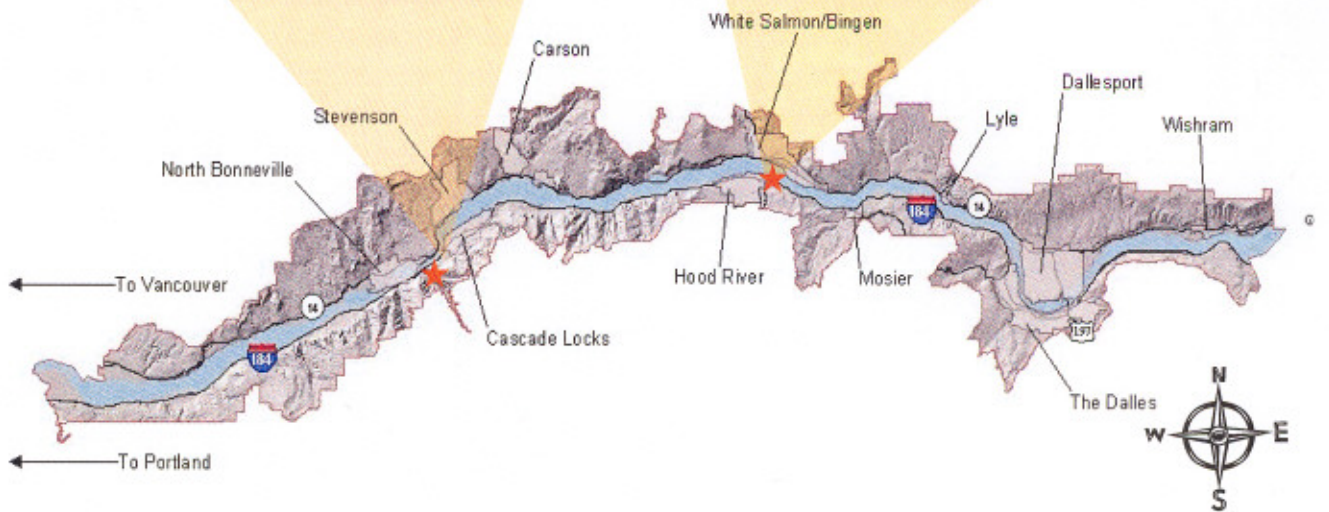 White Salmon/Bingen
Carson
Dallesport
Stevenson
Lyle
Wishram
North Bonneville
14
184
Hood River
Mosier
To Vancouver
14
Cascade Locks
197
184
The Dalles
N
W
E
S
To Portland